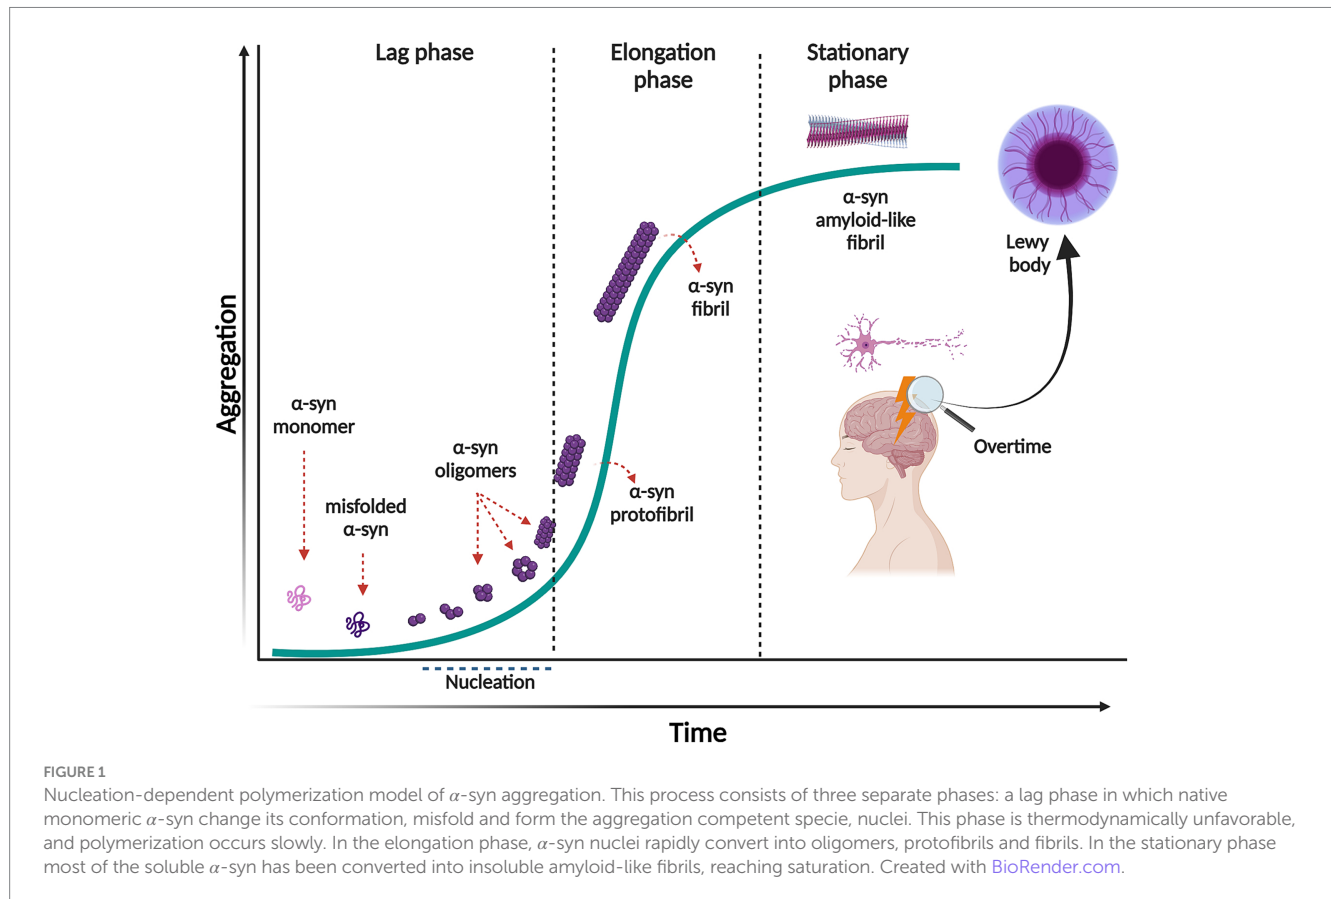 Lag phase
Elongation
phase
Stationary
phase
α-syn
amyloid-like
fibril
Lewy
body
α-syn
fibril
Aggregation
α-syn
monomer
misfolded
α-syn
α-syn
oligomers
α-syn
protofibril
Overtime
Nucleation
Time
FIGURE 1
Nucleation-dependent polymerization model of α-syn aggregation. This process consists of three separate phases: a lag phase in which native
monomeric α-syn change its conformation, misfold and form the aggregation competent specie, nuclei. This phase is thermodynamically unfavorable,
and polymerization occurs slowly. In the elongation phase, α-syn nuclei rapidly convert into oligomers, protofibrils and fibrils. In the stationary phase
most of the soluble α-syn has been converted into insoluble amyloid-like fibrils, reaching saturation. Created with BioRender.com.